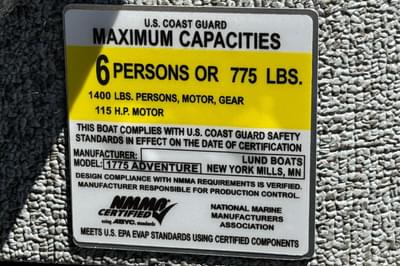 U.S. COAST GUARD
MAXIMUM CAPACITIES
6 PERSONS OR 775 LBS.
1400 LBS. PERSONS, MOTOR, GEAR
115 H.P. MOTOR
THIS BOAT COMPLIES WITH U.S. COAST GUARD SAFETY
STANDARDS IN EFFECT ON THE DATE OF CERTIFICATION
MANUFACTURER: LUND BOATS
MODEL: 1775 ADVENTURE NEW YORK MILLS, MN
DESIGN COMPLIANCE WITH NMMA REQUIREMENTS IS VERIFIED.
MANUFACTURER RESPONSIBLE FOR PRODUCTION CONTROL.
NMMA
CERTIFIED
using ABYC. standards
NATIONAL MARINE
MANUFACTURERS
ASSOCIATION
MEETS U.S. EPA EVAP STANDARDS USING CERTIFIED COMPONENTS